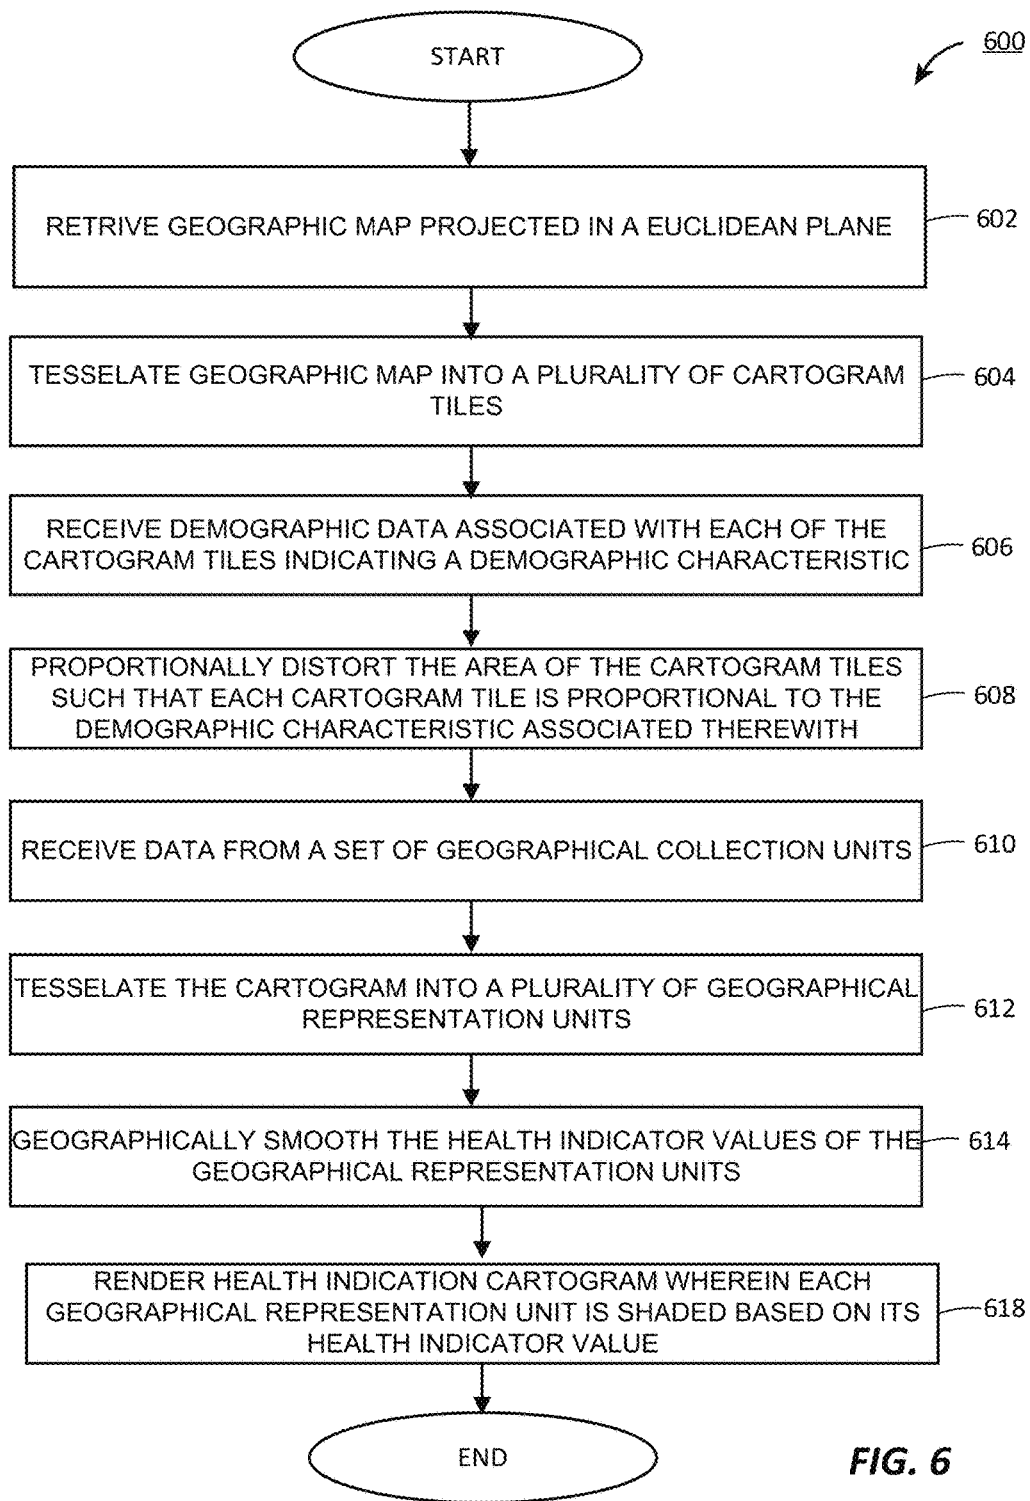 START
600
RETRIVE GEOGRAPHIC MAP PROJECTED IN A EUCLIDEAN PLANE
602
TESSELATE GEOGRAPHIC MAP INTO A PLURALITY OF CARTOGRAM
TILES
604
RECEIVE DEMOGRAPHIC DATA ASSOCIATED WITH EACH OF THE
CARTOGRAM TILES INDICATING A DEMOGRAPHIC CHARACTERISTIC
606
PROPORTIONALLY DISTORT THE AREA OF THE CARTOGRAM TILES
SUCH THAT EACH CARTOGRAM TILE IS PROPORTIONAL TO THE
DEMOGRAPHIC CHARACTERISTIC ASSOCIATED THEREWITH
608
RECEIVE DATA FROM A SET OF GEOGRAPHICAL COLLECTION UNITS
610
TESSELATE THE CARTOGRAM INTO A PLURALITY OF GEOGRAPHICAL
REPRESENTATION UNITS
612
GEOGRAPHICALLY SMOOTH THE HEALTH INDICATOR VALUES OF THE
GEOGRAPHICAL REPRESENTATION UNITS
614
RENDER HEALTH INDICATION CARTOGRAM WHEREIN EACH
GEOGRAPHICAL REPRESENTATION UNIT IS SHADED BASED ON ITS
HEALTH INDICATOR VALUE
618
END
FIG. 6